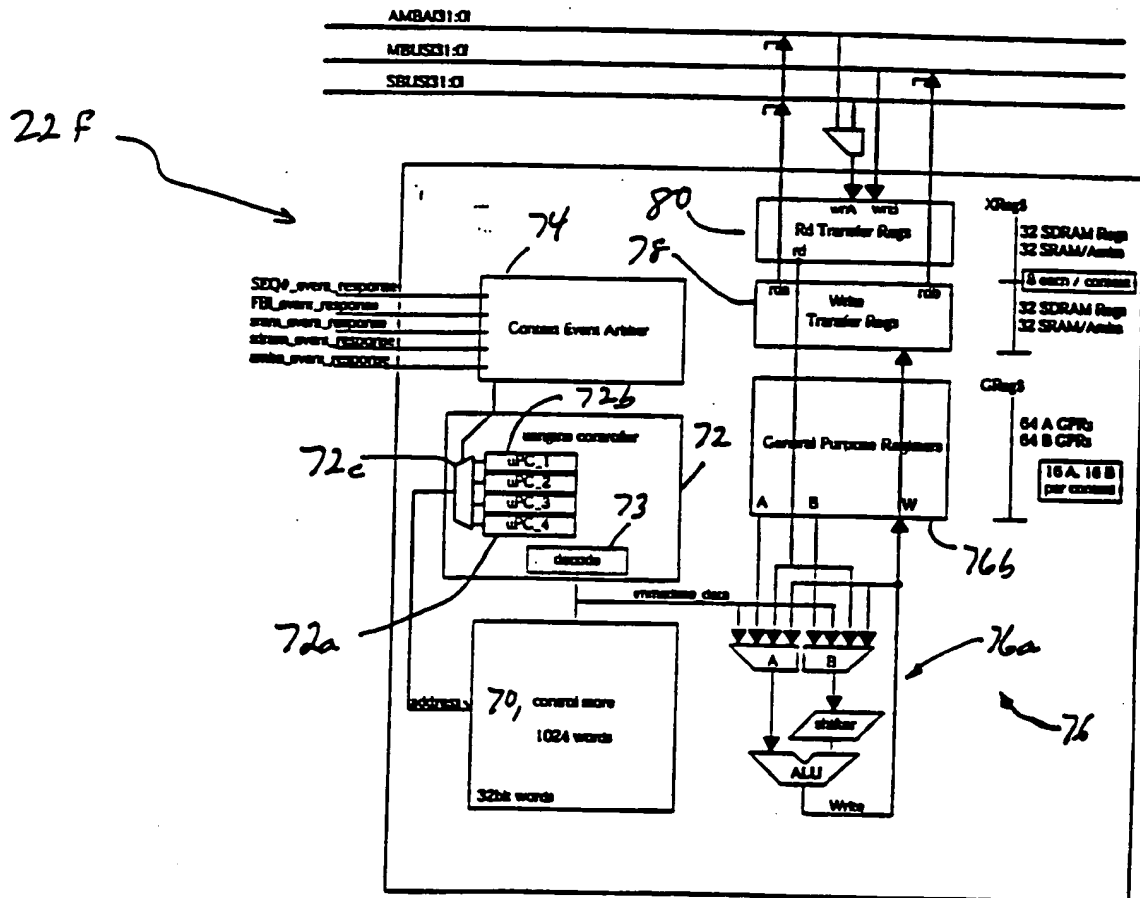 AMBA[31:0]
MBUS[31:0]
SBUS[31:0]
22f
80
wrA wrB
Rd Transfer Regs
rd
XRegs
32 SDRAM Regs
32 SRAM/Amba
8 each / context
32 SDRAM Regs
32 SRAM/Amba
74
78
SEQ#_event_response
FBI_event_response
sram_event_response
sdram_event_response
amba_event_response
Context Event Arbiter
rda rdb
Write
Transfer Regs
72b
uengine controller
72
72c
uPC_1
uPC_2
uPC_3
uPC_4
73
decode
72a
GRegs
General Purpose Registers
64 A GPRs
64 B GPRs
16 A, 16 B
per context
A B W
76b
immediate data
A B
76a
76
shifter
ALU
Write
address
70,
control store
1024 words
32bit words